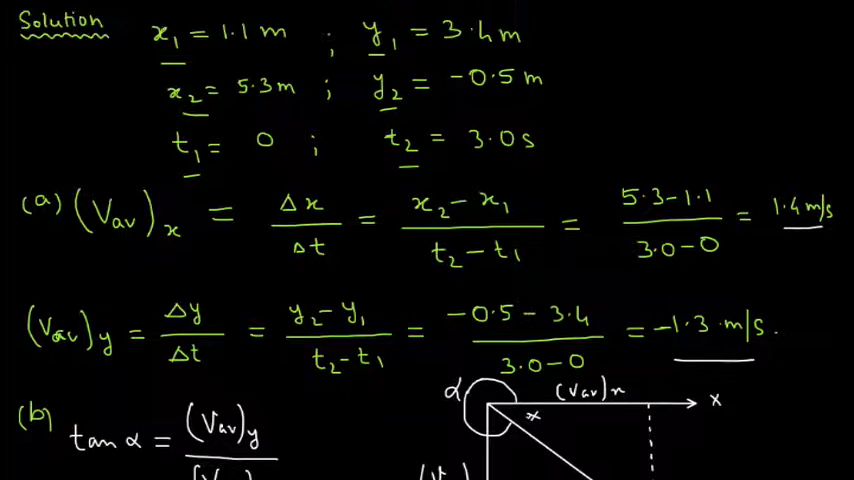 Solution
x₁ = 1.1 m ; y₁ = 3.4 m
x₂ = 5.3 m ; y₂ = -0.5 m
t₁ = 0 ; t₂ = 3.0 s
(a) (Vav)x = Δx/Δt = (x₂ - x₁)/(t₂ - t₁) = (5.3 - 1.1)/(3.0 - 0) = 1.4 m/s
(Vav)y = Δy/Δt = (y₂ - y₁)/(t₂ - t₁) = (-0.5 - 3.4)/(3.0 - 0) = -1.3 m/s.
(b) tan α = (Vav)y
α (Vav)x x